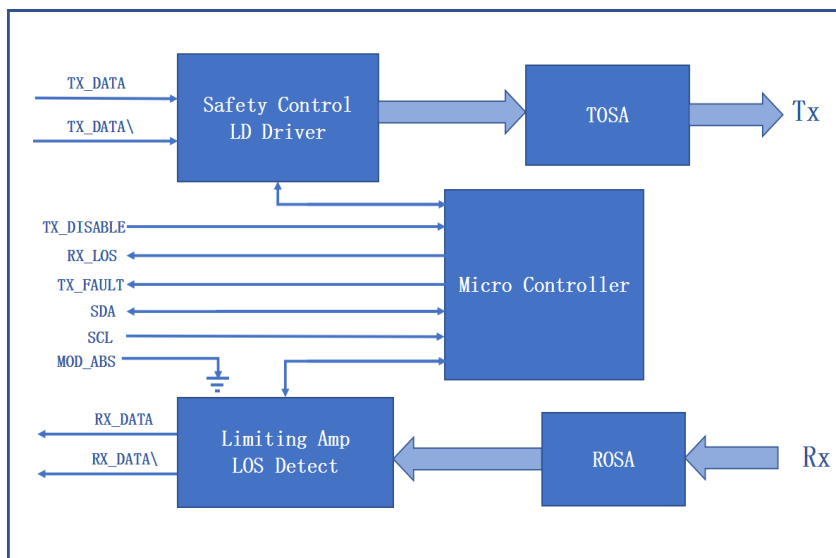 TX_DATA
TX_DATA\
Safety Control
LD Driver
TOSA
Tx
TX_DISABLE
RX_LOS
TX_FAULT
SDA
SCL
MOD_ABS
Micro Controller
RX_DATA
RX_DATA\
Limiting Amp
LOS Detect
ROSA
Rx